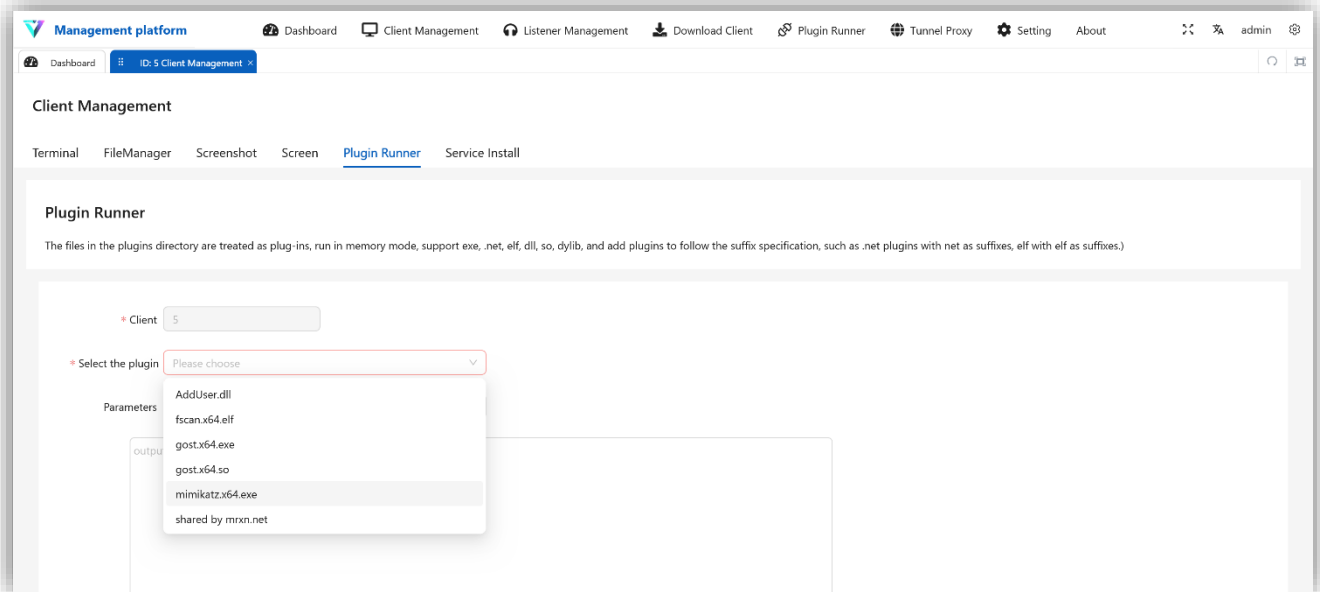 Management platform Dashboard Client Management Listener Management Download Client Plugin Runner Tunnel Proxy Setting About admin
Dashboard ID: 5 Client Management ×
Client Management
Terminal FileManager Screenshot Screen Plugin Runner Service Install
Plugin Runner
The files in the plugins directory are treated as plug-ins, run in memory mode, support exe, .net, elf, dll, so, dylib, and add plugins to follow the suffix specification, such as .net plugins with net as suffixes, elf with elf as suffixes.)
* Client 5
* Select the plugin Please choose
AddUser.dll
Parameters
fscan.x64.elf
gost.x64.exe
outpu
gost.x64.so
mimikatz.x64.exe
shared by mrxn.net